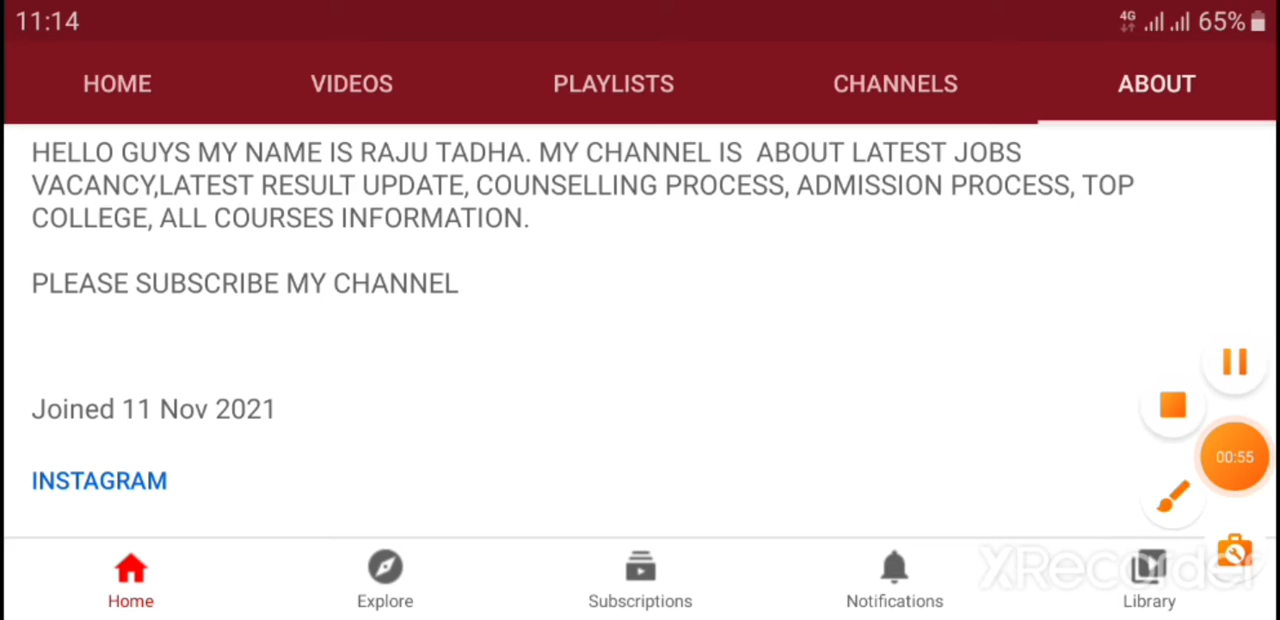 11:14
4G 65%
HOME VIDEOS PLAYLISTS CHANNELS ABOUT
HELLO GUYS MY NAME IS RAJU TADHA. MY CHANNEL IS ABOUT LATEST JOBS
VACANCY,LATEST RESULT UPDATE, COUNSELLING PROCESS, ADMISSION PROCESS, TOP
COLLEGE, ALL COURSES INFORMATION.
PLEASE SUBSCRIBE MY CHANNEL
Joined 11 Nov 2021
00:55
INSTAGRAM
XRecorder
Home Explore Subscriptions Notifications Library